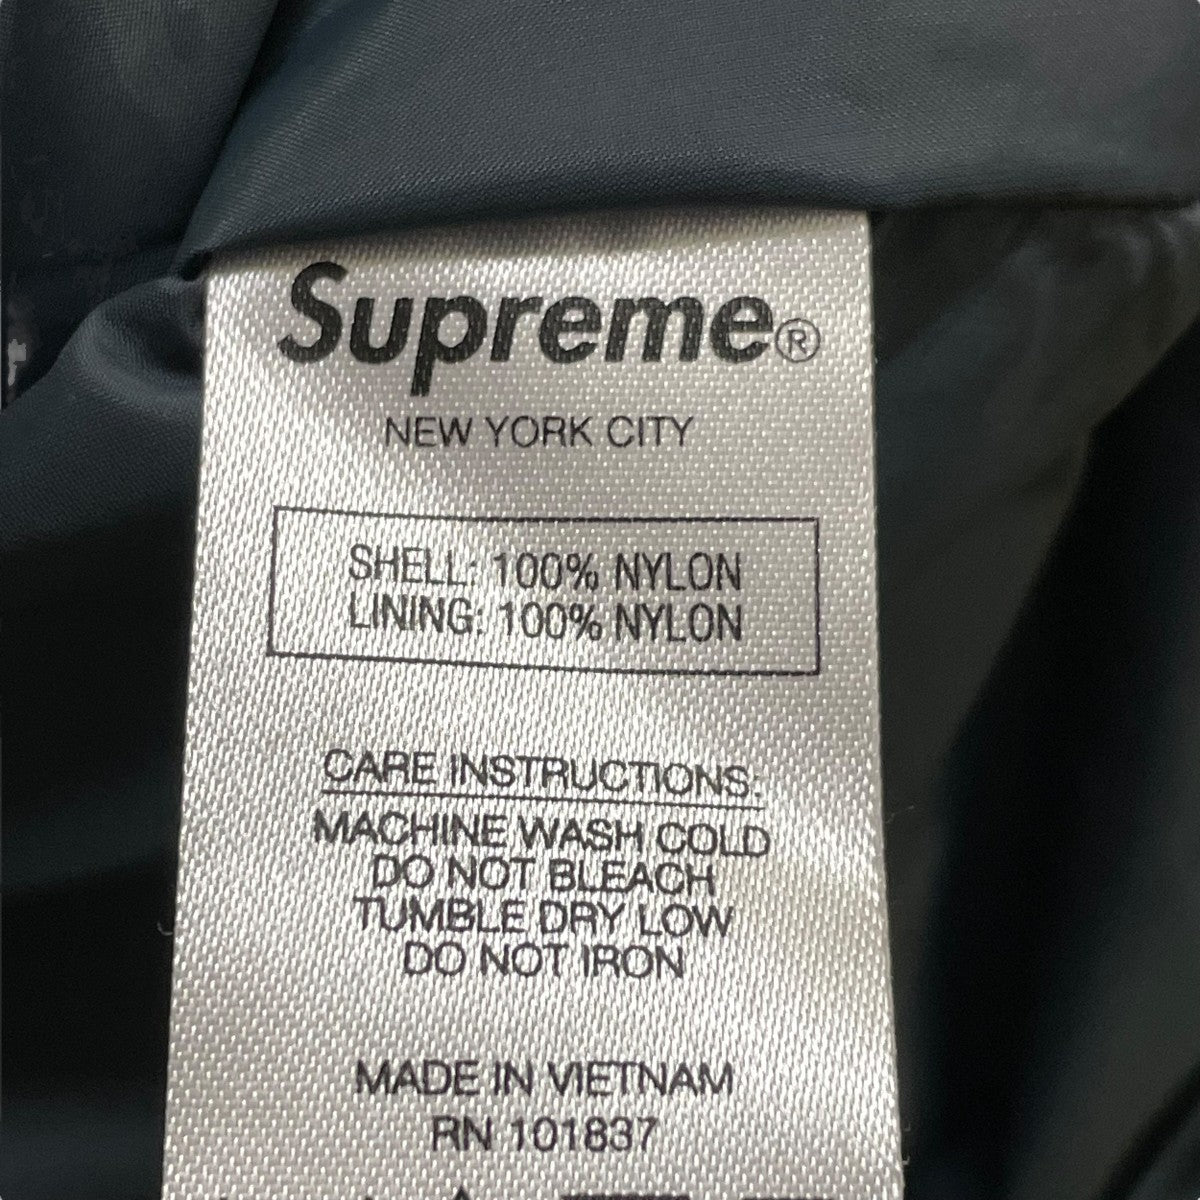 Supreme®
NEW YORK CITY
SHELL: 100% NYLON
LINING: 100% NYLON
CARE INSTRUCTIONS:
MACHINE WASH COLD
DO NOT BLEACH
TUMBLE DRY LOW
DO NOT IRON
MADE IN VIETNAM
RN 101837